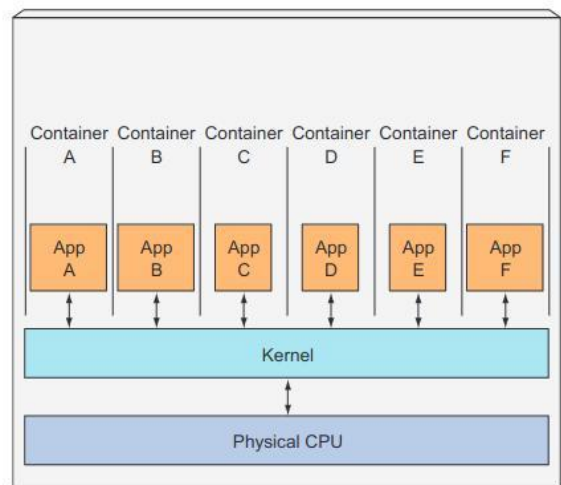 Container Container Container Container Container Container
A B C D E F
App App App App App App
A B C D E F
Kernel
Physical CPU